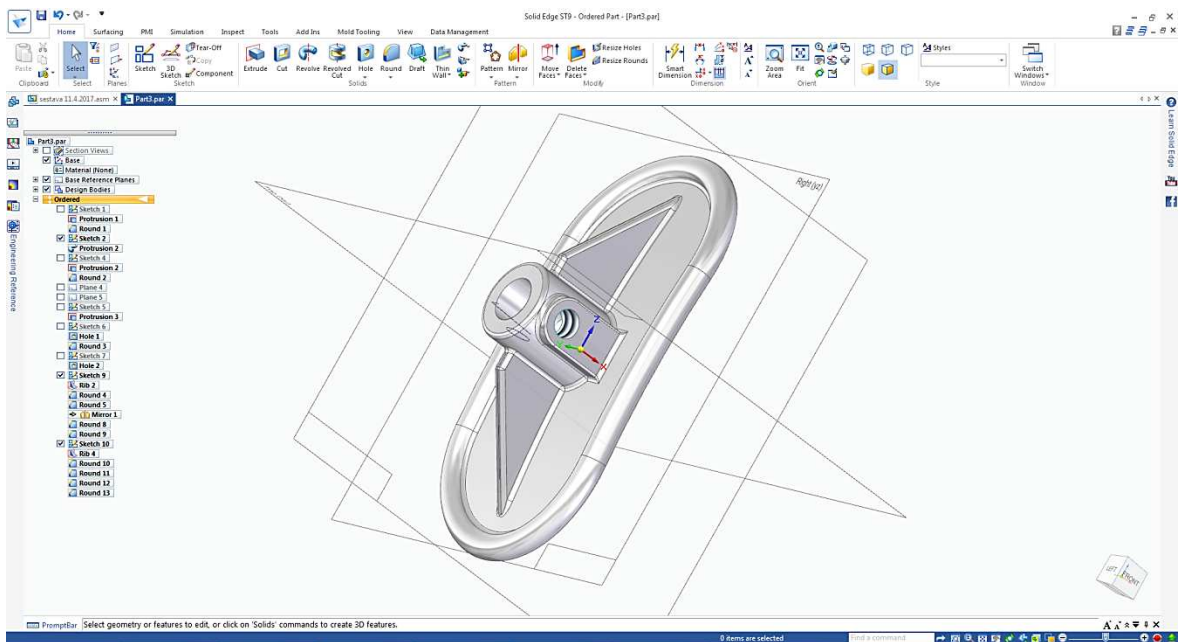 Solid Edge ST9 - Ordered Part - [Part3.par]
Home Surfacing PMI Simulation Inspect Tools Add Ins Mold Tooling View Data Management
Paste
Clipboard
Select
Select
Planes
Sketch
3D Sketch
Tear-Off
Copy
Component
Sketch
Extrude
Cut
Revolve
Revolved Cut
Hole
Round
Draft
Thin Wall
Solids
Pattern
Mirror
Pattern
Move Faces
Delete Faces
Resize Holes
Resize Rounds
Modify
Smart Dimension
Dimension
Zoom Area
Fit
Orient
Styles
Style
Switch Windows
Window
sestava 11.4.2017.asm
Part3.par
Part3.par
Section Views
Base
Material (None)
Base Reference Planes
Design Bodies
Ordered
Sketch 1
Protrusion 1
Round 1
Sketch 2
Protrusion 2
Sketch 4
Protrusion 2
Round 2
Plane 4
Plane 5
Sketch 5
Protrusion 3
Sketch 6
Hole 1
Round 3
Sketch 7
Hole 2
Sketch 9
Rib 2
Round 4
Round 5
Mirror 1
Round 8
Round 9
Sketch 10
Rib 4
Round 10
Round 11
Round 12
Round 13
Engineering Reference
Learn Solid Edge
Right (yz)
Z
X
LEFT
FRONT
PromptBar
Select geometry or features to edit, or click on 'Solids' commands to create 3D features.
0 items are selected
Find a command